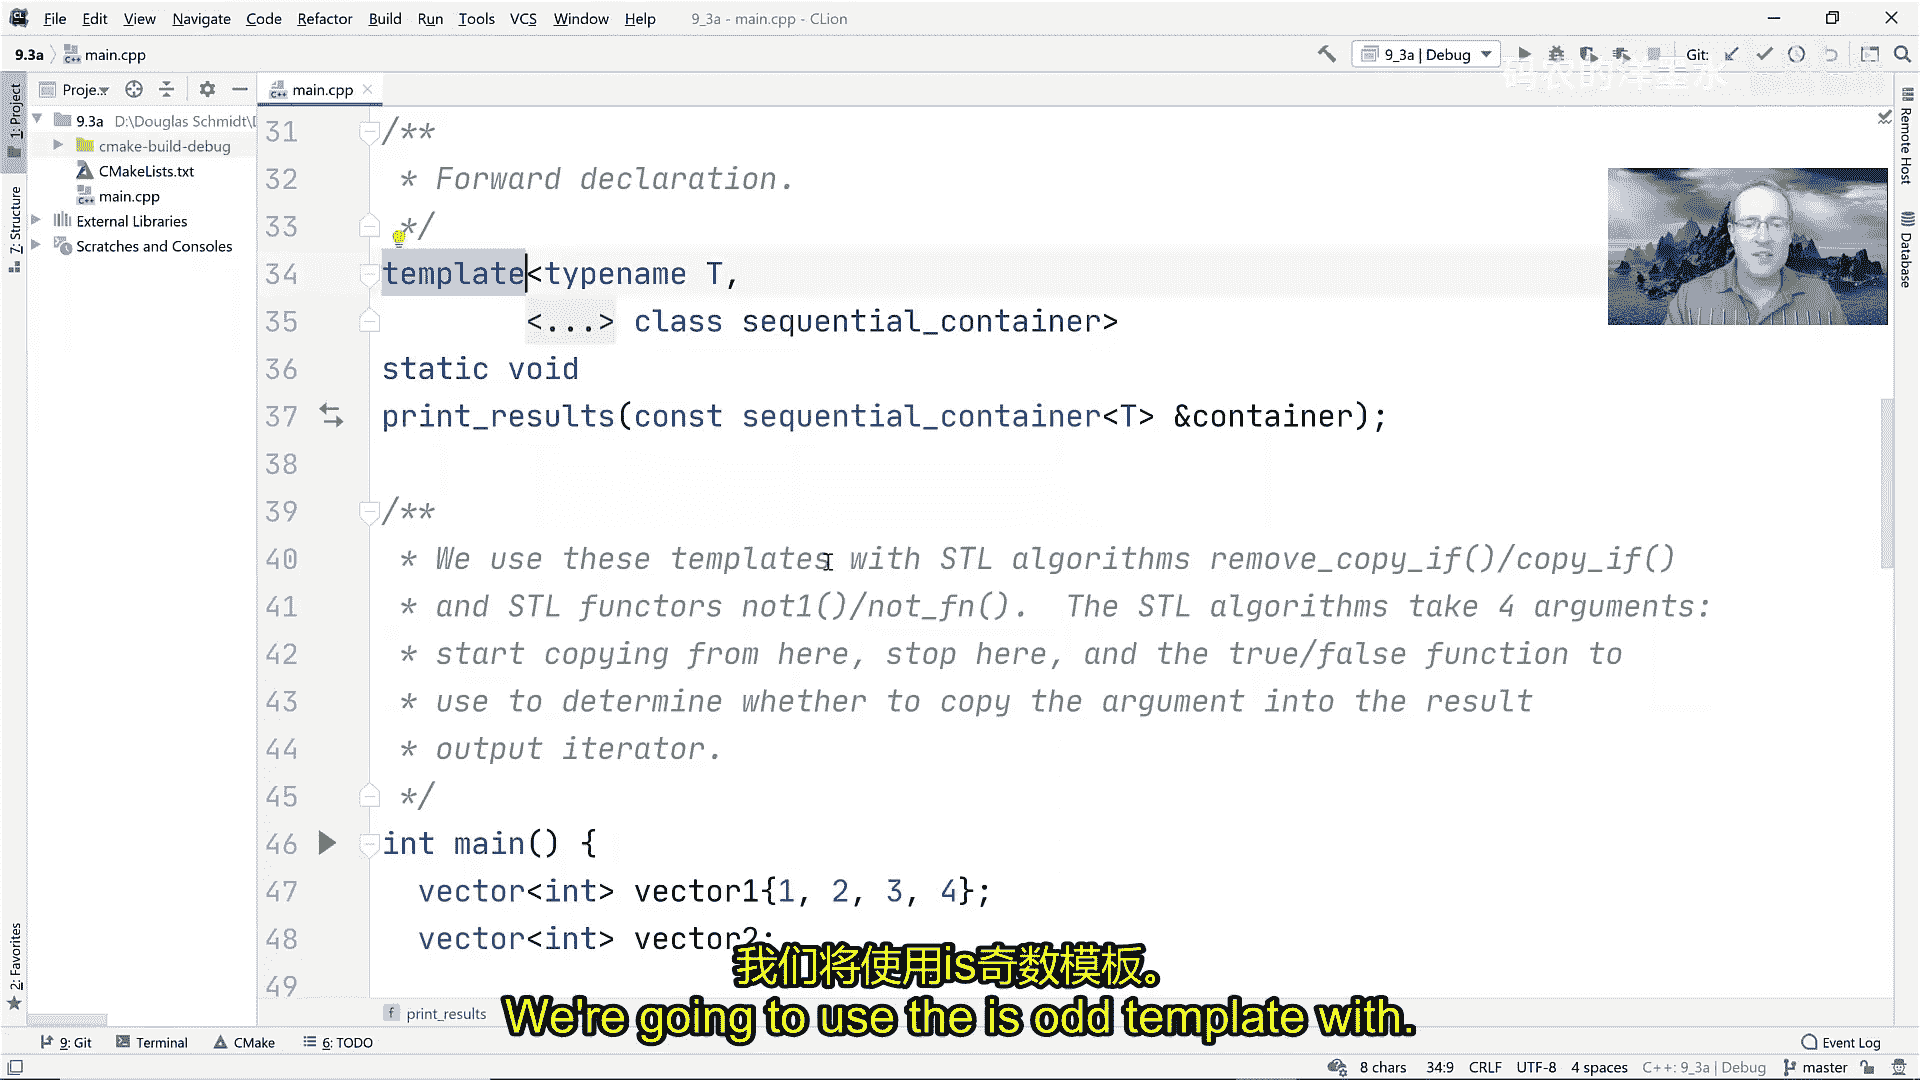 File Edit View Navigate Code Refactor Build Run Tools VCS Window Help 9_3a - main.cpp - CLion
9.3a main.cpp 9_3a | Debug Git:
码农的洋墨水
Proje... main.cpp
1: Project
9.3a D:\Douglas Schmidt\
cmake-build-debug
CMakeLists.txt
main.cpp
External Libraries
Scratches and Consoles
7: Structure
2: Favorites
Remote Host
Database
31 /**
32 * Forward declaration.
33 */
34 template<typename T,
35 <...> class sequential_container>
36 static void
37 print_results(const sequential_container<T> &container);
38
39 /**
40 * We use these templates with STL algorithms remove_copy_if()/copy_if()
41 * and STL functors not1()/not_fn(). The STL algorithms take 4 arguments:
42 * start copying from here, stop here, and the true/false function to
43 * use to determine whether to copy the argument into the result
44 * output iterator.
45 */
46 int main() {
47 vector<int> vector1{1, 2, 3, 4};
48 vector<int> vector2;
49
我们将使用is奇数模板。
We're going to use the is odd template with.
f print_results
9: Git Terminal CMake 6: TODO Event Log
8 chars 34:9 CRLF UTF-8 4 spaces C++: 9_3a | Debug master